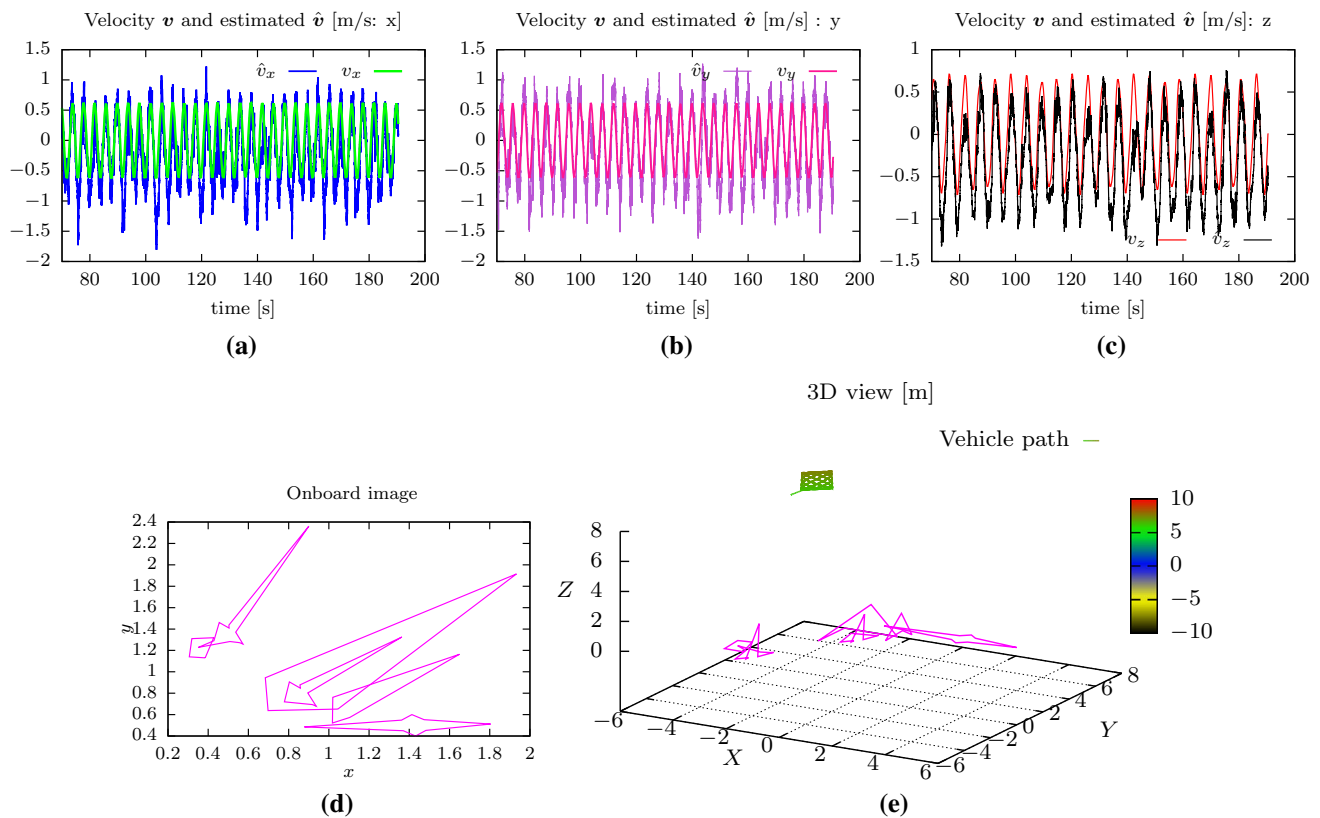 Velocity v and estimated v̂ [m/s: x]
1.5
1
0.5
0
−0.5
−1
−1.5
−2
v̂x
vx
80 100 120 140 160 180 200
time [s]
(a)
Velocity v and estimated v̂ [m/s] : y
1.5
1
0.5
0
−0.5
−1
−1.5
−2
v̂y
vy
80 100 120 140 160 180 200
time [s]
(b)
Velocity v and estimated v̂ [m/s]: z
1
0.5
0
−0.5
−1
−1.5
vz
v̂z
80 100 120 140 160 180 200
time [s]
(c)
Onboard image
2.4
2.2
2
1.8
1.6
1.4
1.2
1
0.8
0.6
0.4
y
0.2 0.4 0.6 0.8 1 1.2 1.4 1.6 1.8 2
x
(d)
3D view [m]
Vehicle path
10
5
0
−5
−10
8
6
4
2
0
Z
−6 −4 −2 0 2 4 6
X
−6 −4 −2 0 2 4 6 8
Y
(e)